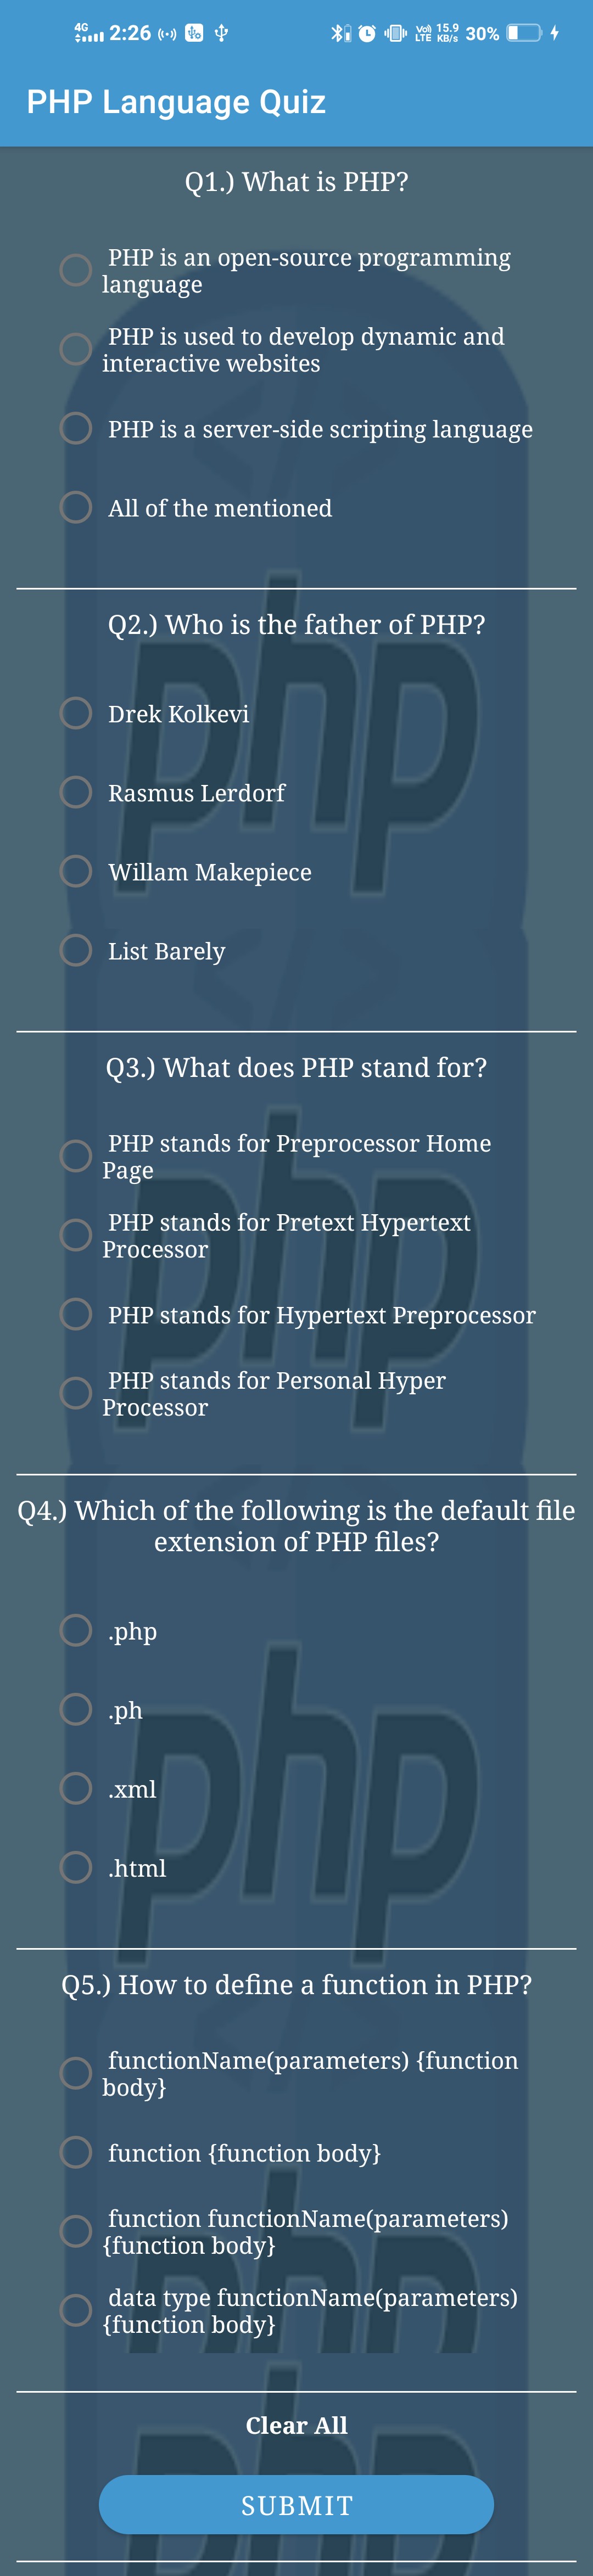 4G 2:26 Vo) LTE 15.9 KB/s 30%
PHP Language Quiz
Q1.) What is PHP?
PHP is an open-source programming
language
PHP is used to develop dynamic and
interactive websites
PHP is a server-side scripting language
All of the mentioned
Q2.) Who is the father of PHP?
Drek Kolkevi
Rasmus Lerdorf
Willam Makepiece
List Barely
php
Q3.) What does PHP stand for?
PHP stands for Preprocessor Home
Page
PHP stands for Pretext Hypertext
Processor
PHP stands for Hypertext Preprocessor
PHP stands for Personal Hyper
Processor
php
Q4.) Which of the following is the default file
extension of PHP files?
.php
.ph
.xml
.html
php
Q5.) How to define a function in PHP?
functionName(parameters) {function
body}
function {function body}
function functionName(parameters)
{function body}
data type functionName(parameters)
{function body}
php
Clear All
SUBMIT
php